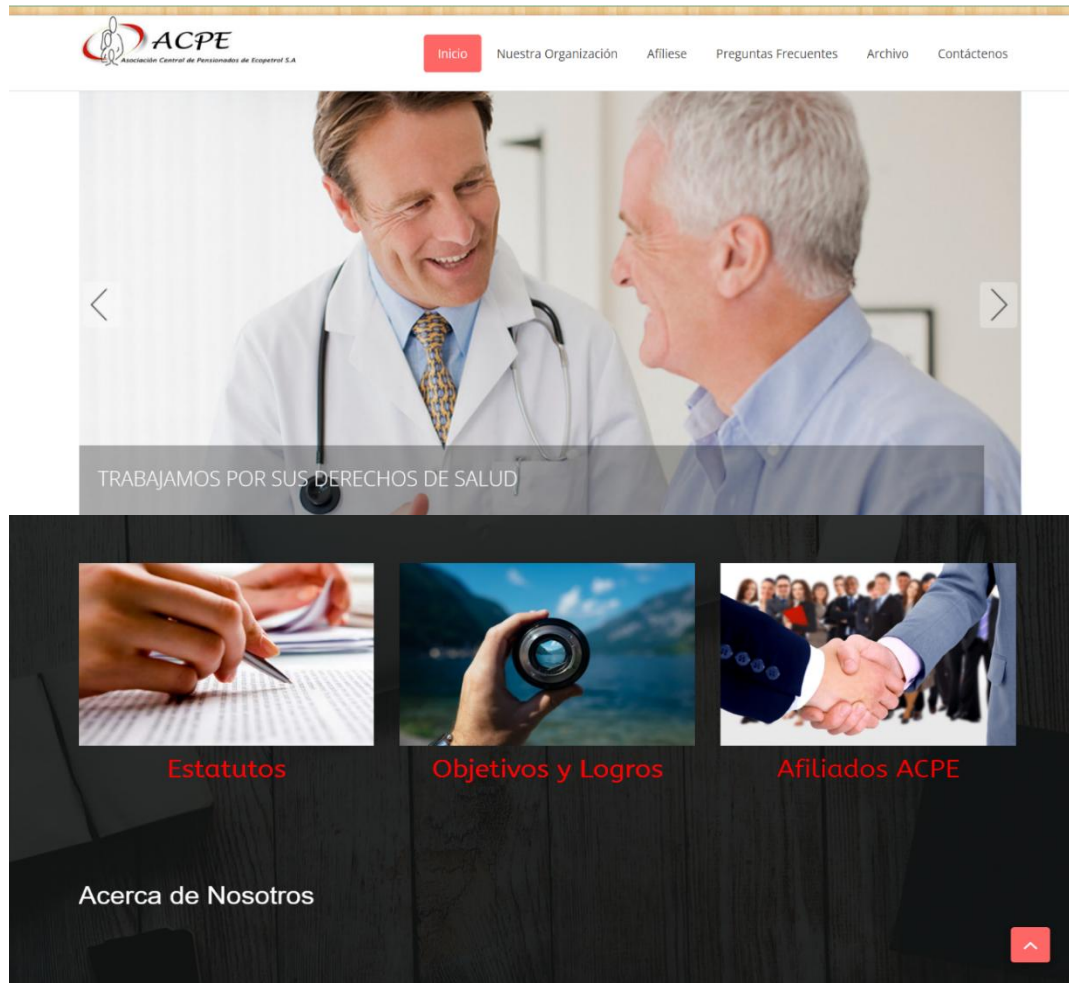 ACPE
Asociación Central de Pensionados de Ecopetrol S.A
Inicio
Nuestra Organización
Afíliese
Preguntas Frecuentes
Archivo
Contáctenos
TRABAJAMOS POR SUS DERECHOS DE SALUD
Estatutos
Objetivos y Logros
Afiliados ACPE
Acerca de Nosotros